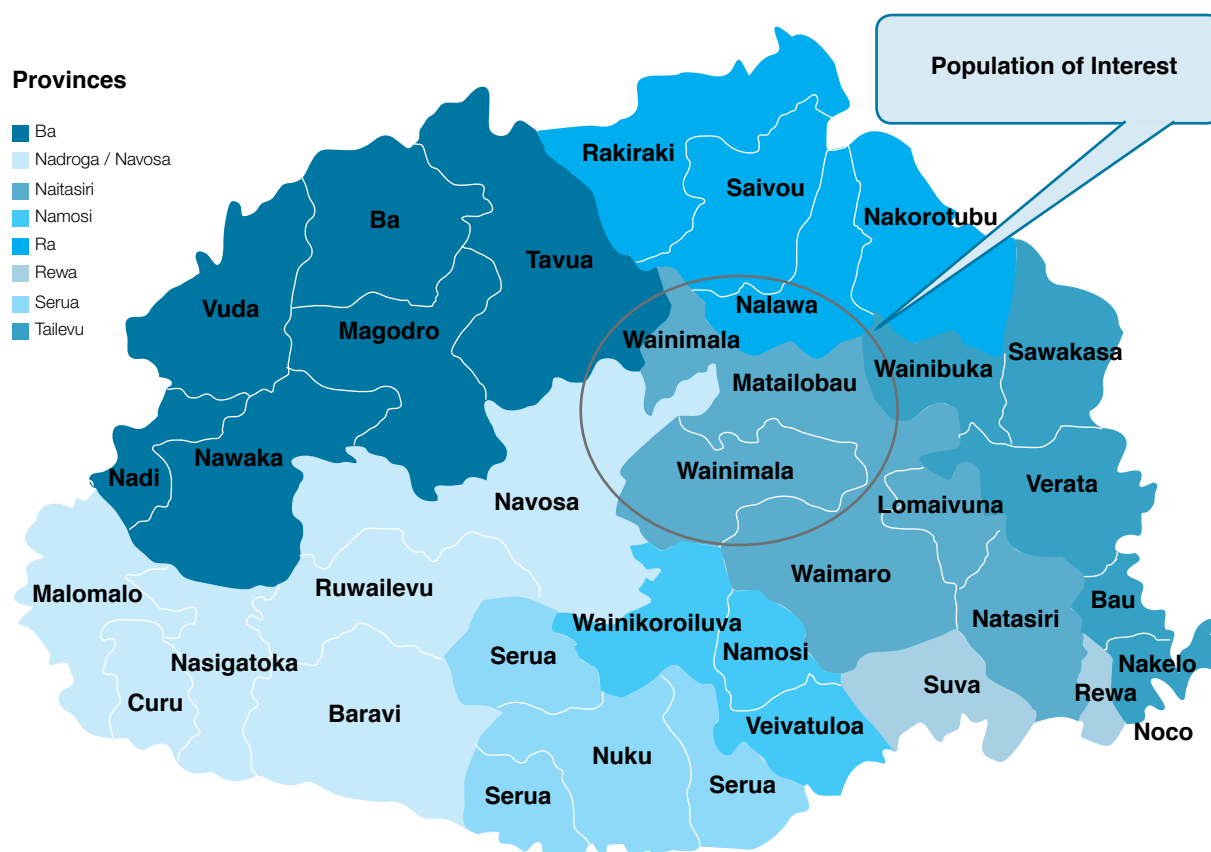 Population of Interest
Provinces
Ba
Nadroga / Navosa
Naitasiri
Namosi
Ra
Rewa
Serua
Tailevu
Rakiraki
Saivou
Nakorotubu
Ba
Tavua
Vuda
Magodro
Nalawa
Wainimala
Sawakasa
Wainibuka
Matailobau
Nawaka
Nadi
Wainimala
Verata
Navosa
Lomaivuna
Waimaro
Ruwailevu
Malomalo
Bau
Natasiri
Wainikoroiluva
Namosi
Serua
Nasigatoka
Nakelo
Suva
Rewa
Curu
Baravi
Veivatuloa
Noco
Nuku
Serua
Serua